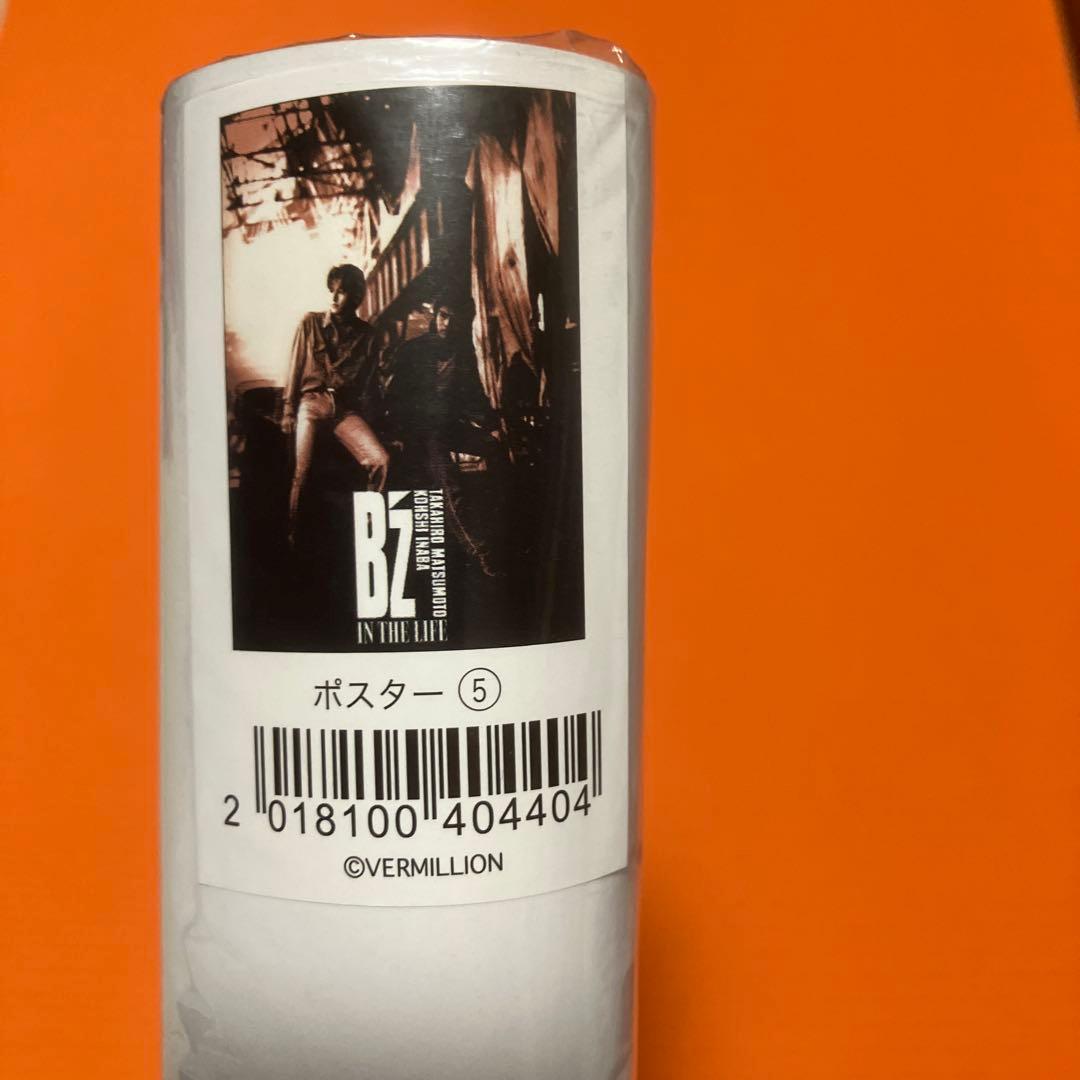 B'z
TAKAHIRO MATSUMOTO
KOHSHI INABA
IN THE LIFE
ポスター ⑤
2 018100 404404
©VERMILLION